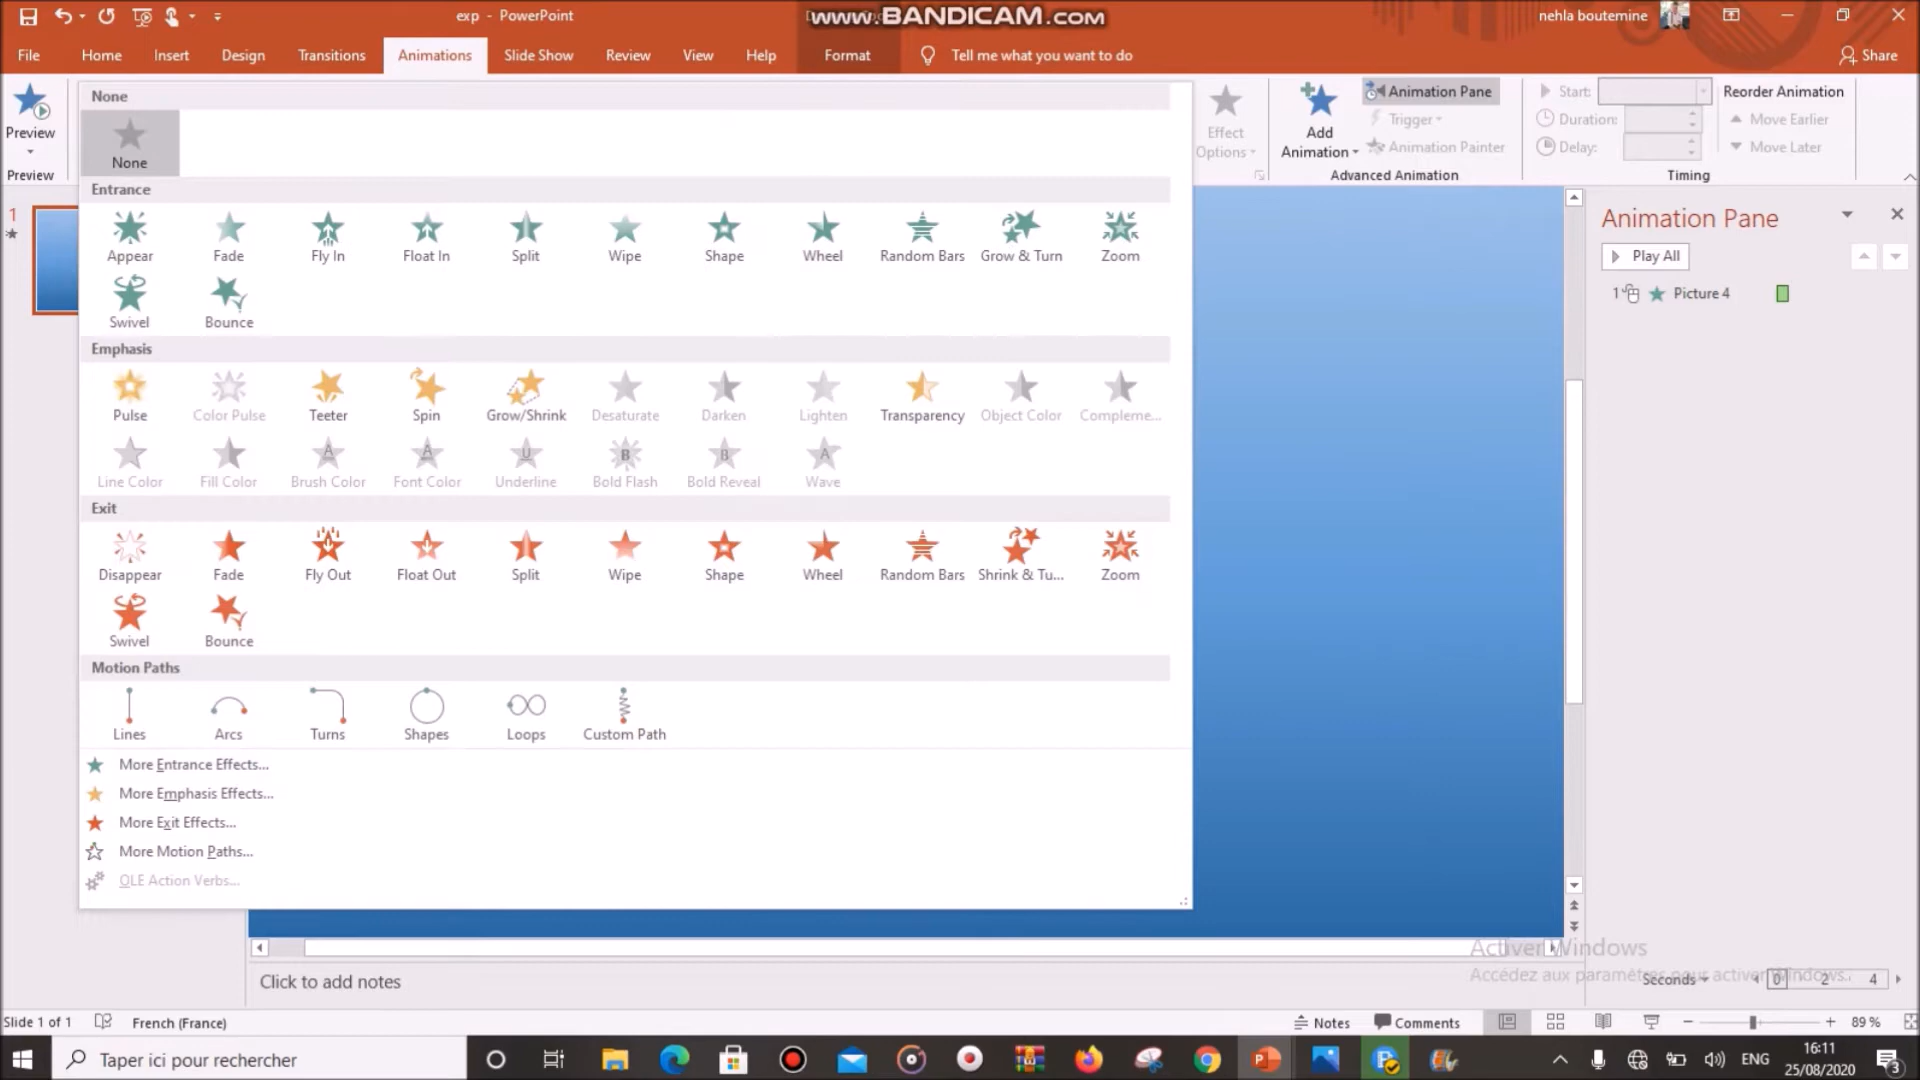 exp - PowerPoint
www.BANDICAM.com
nehla boutemine
File Home Insert Design Transitions Animations Slide Show Review View Help Format Tell me what you want to do Share
Preview
Preview
None
None
Entrance
Appear Fade Fly In Float In Split Wipe Shape Wheel Random Bars Grow & Turn Zoom
Swivel Bounce
Emphasis
Pulse Color Pulse Teeter Spin Grow/Shrink Desaturate Darken Lighten Transparency Object Color Compleme...
Line Color Fill Color Brush Color Font Color Underline Bold Flash Bold Reveal Wave
Exit
Disappear Fade Fly Out Float Out Split Wipe Shape Wheel Random Bars Shrink & Tu... Zoom
Swivel Bounce
Motion Paths
Lines Arcs Turns Shapes Loops Custom Path
More Entrance Effects...
More Emphasis Effects...
More Exit Effects...
More Motion Paths...
OLE Action Verbs...
Effect
Options
Add
Animation
Animation Pane
Trigger
Animation Painter
Advanced Animation
Start:
Duration:
Delay:
Reorder Animation
Move Earlier
Move Later
Timing
1
Animation Pane
Play All
1 Picture 4
Activer Windows
Accédez aux paramètres pour activer Windows.
Seconds 0 2 4
Click to add notes
Slide 1 of 1 French (France) Notes Comments 89 %
Taper ici pour rechercher
ENG
16:11
25/08/2020
3